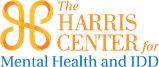 The
HARRIS
CENTER for
Mental Health and IDD